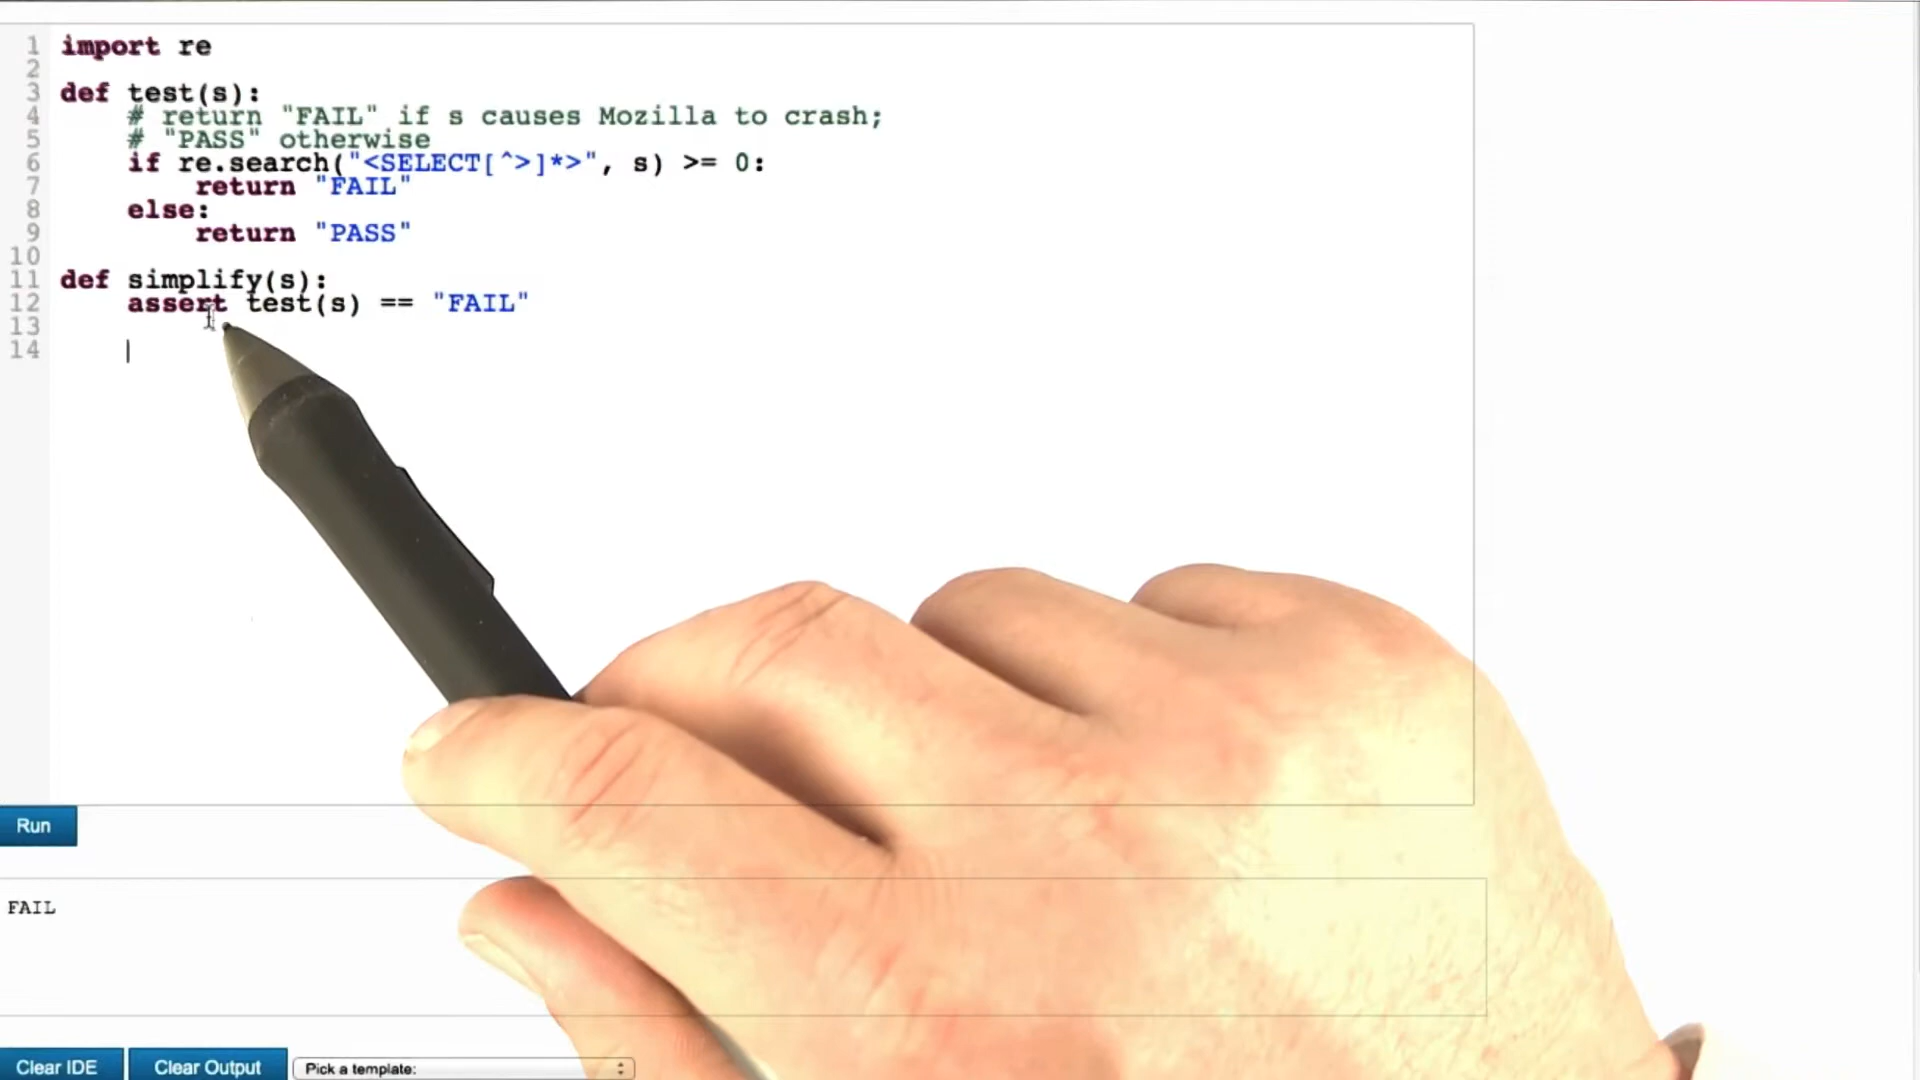 1 import re
2
3 def test(s):
4     # return "FAIL" if s causes Mozilla to crash;
5     # "PASS" otherwise
6     if re.search("<SELECT[^>]*>", s) >= 0:
7         return "FAIL"
8     else:
9         return "PASS"
10
11 def simplify(s):
12     assert test(s) == "FAIL"
13
14
Run
FAIL
Clear IDE Clear Output Pick a template: